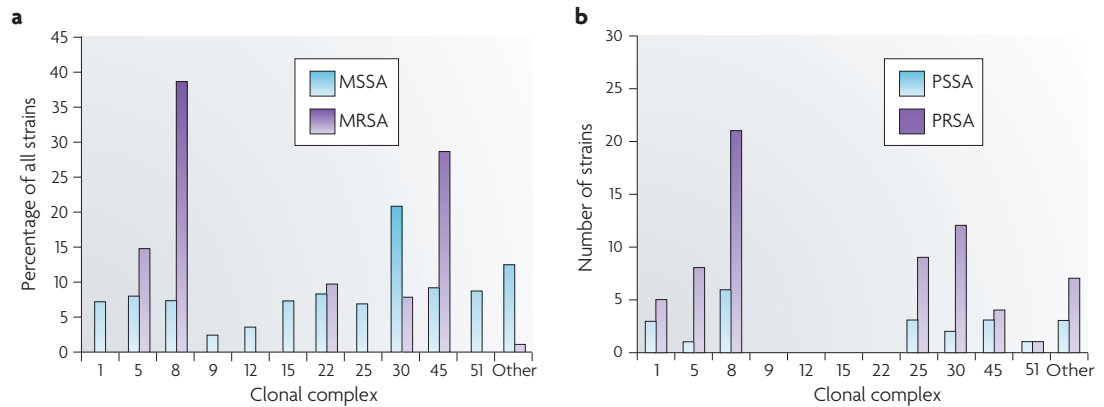 a
Percentage of all strains
45
40
35
30
25
20
15
10
5
0
MSSA
MRSA
1 5 8 9 12 15 22 25 30 45 51 Other
Clonal complex
b
Number of strains
30
25
20
15
10
5
0
PSSA
PRSA
1 5 8 9 12 15 22 25 30 45 51 Other
Clonal complex